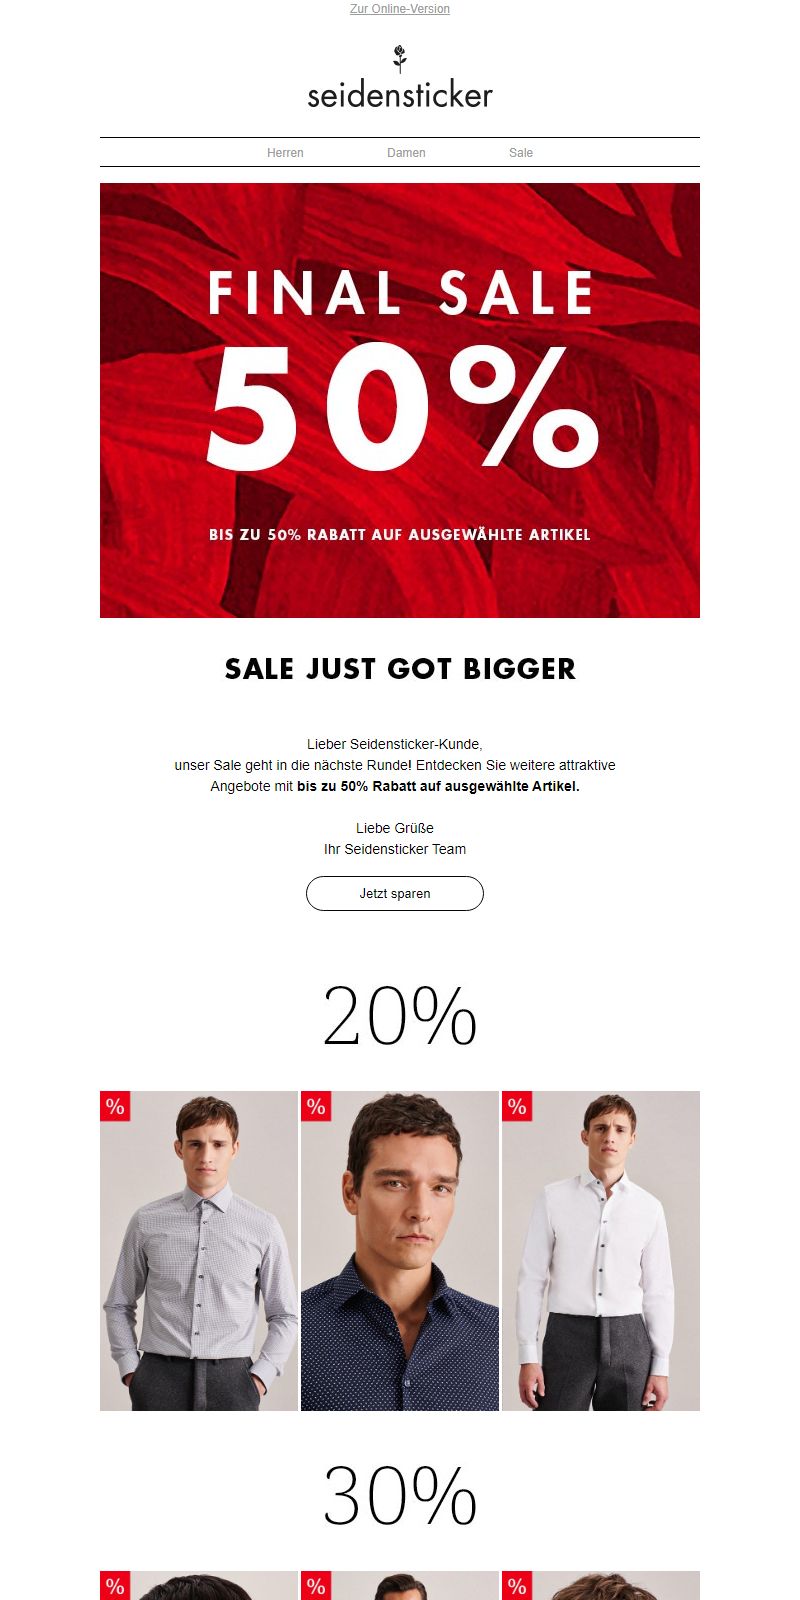 Zur Online-Version
seidensticker
Herren Damen Sale
FINAL SALE
50%
BIS ZU 50% RABATT AUF AUSGEWÄHLTE ARTIKEL
SALE JUST GOT BIGGER
Lieber Seidensticker-Kunde,
unser Sale geht in die nächste Runde! Entdecken Sie weitere attraktive
Angebote mit bis zu 50% Rabatt auf ausgewählte Artikel.
Liebe Grüße
Ihr Seidensticker Team
Jetzt sparen
20%
% % %
30%
% % %